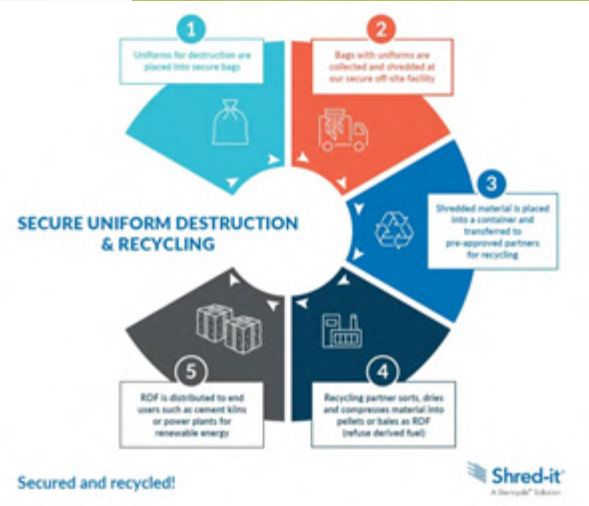 1
Uniforms for destruction are
placed into secure bags
2
Bags with uniforms are
collected and shredded at
our secure off-site facility
3
Shredded material is placed
into a container and
transferred to
pre-approved partners
for recycling
SECURE UNIFORM DESTRUCTION
& RECYCLING
4
Recycling partner sorts, dries
and compresses material into
pellets or bales as RDF
(refuse derived fuel)
5
RDF is distributed to end
users such as cement kilns
or power plants for
renewable energy
Secured and recycled!
Shred-it®
A Stericycle® Solution